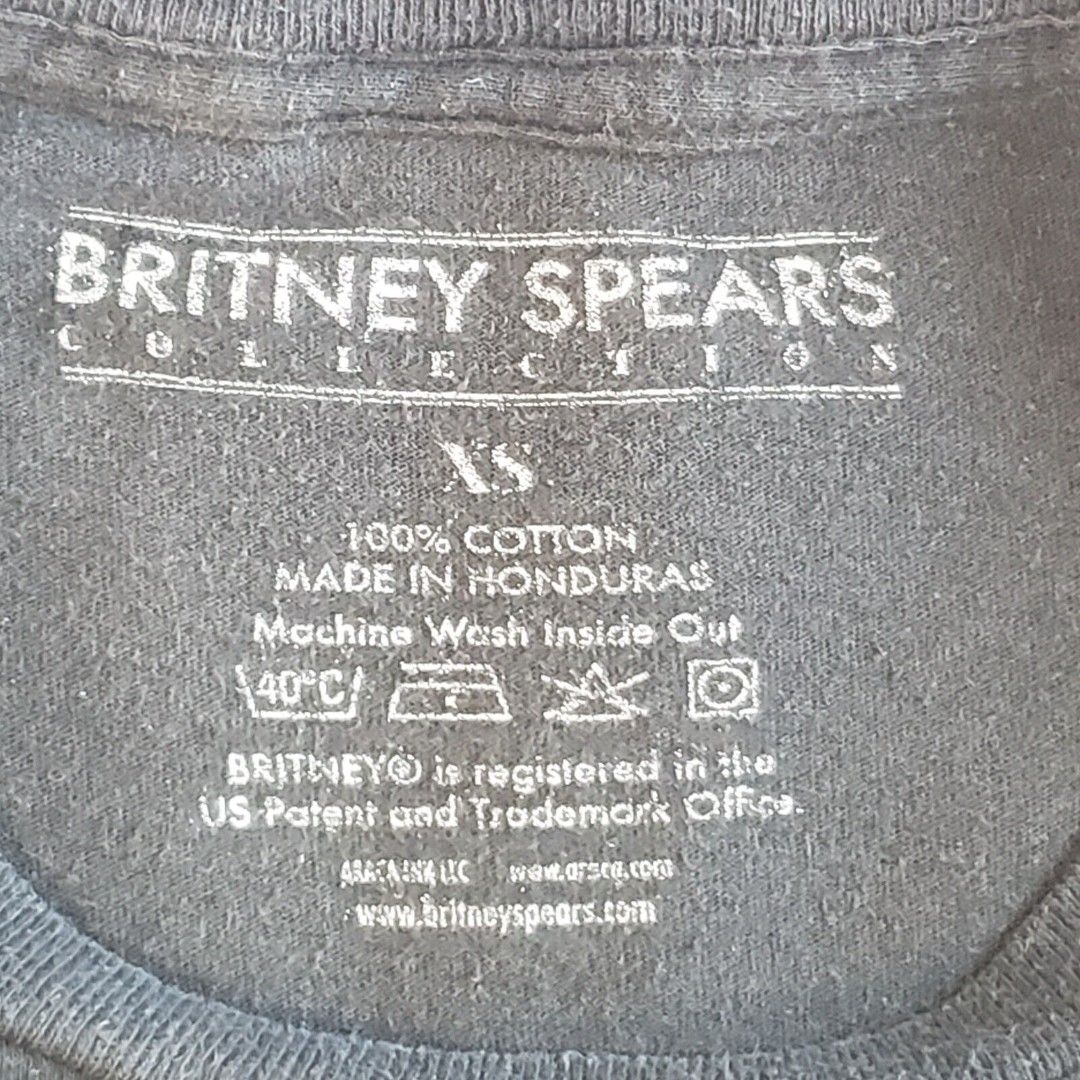 BRITNEY SPEARS
COLLECTION
XS
100% COTTON
MADE IN HONDURAS
Machine Wash Inside Out
40°C
BRITNEY® is registered in the
US Patent and Trademark Office.
LLC
www.britneyspears.com